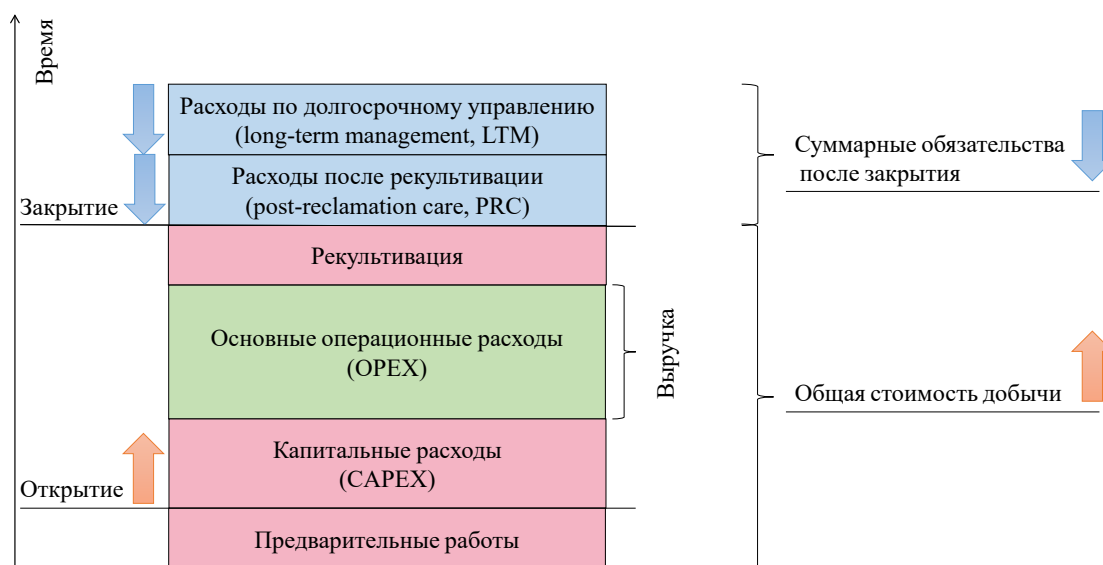 Время
Расходы по долгосрочному управлению
(long-term management, LTM)
Суммарные обязательства
после закрытия
Расходы после рекультивации
(post-reclamation care, PRC)
Закрытие
Рекультивация
Основные операционные расходы
(OPEX)
Выручка
Общая стоимость добычи
Капитальные расходы
(CAPEX)
Открытие
Предварительные работы